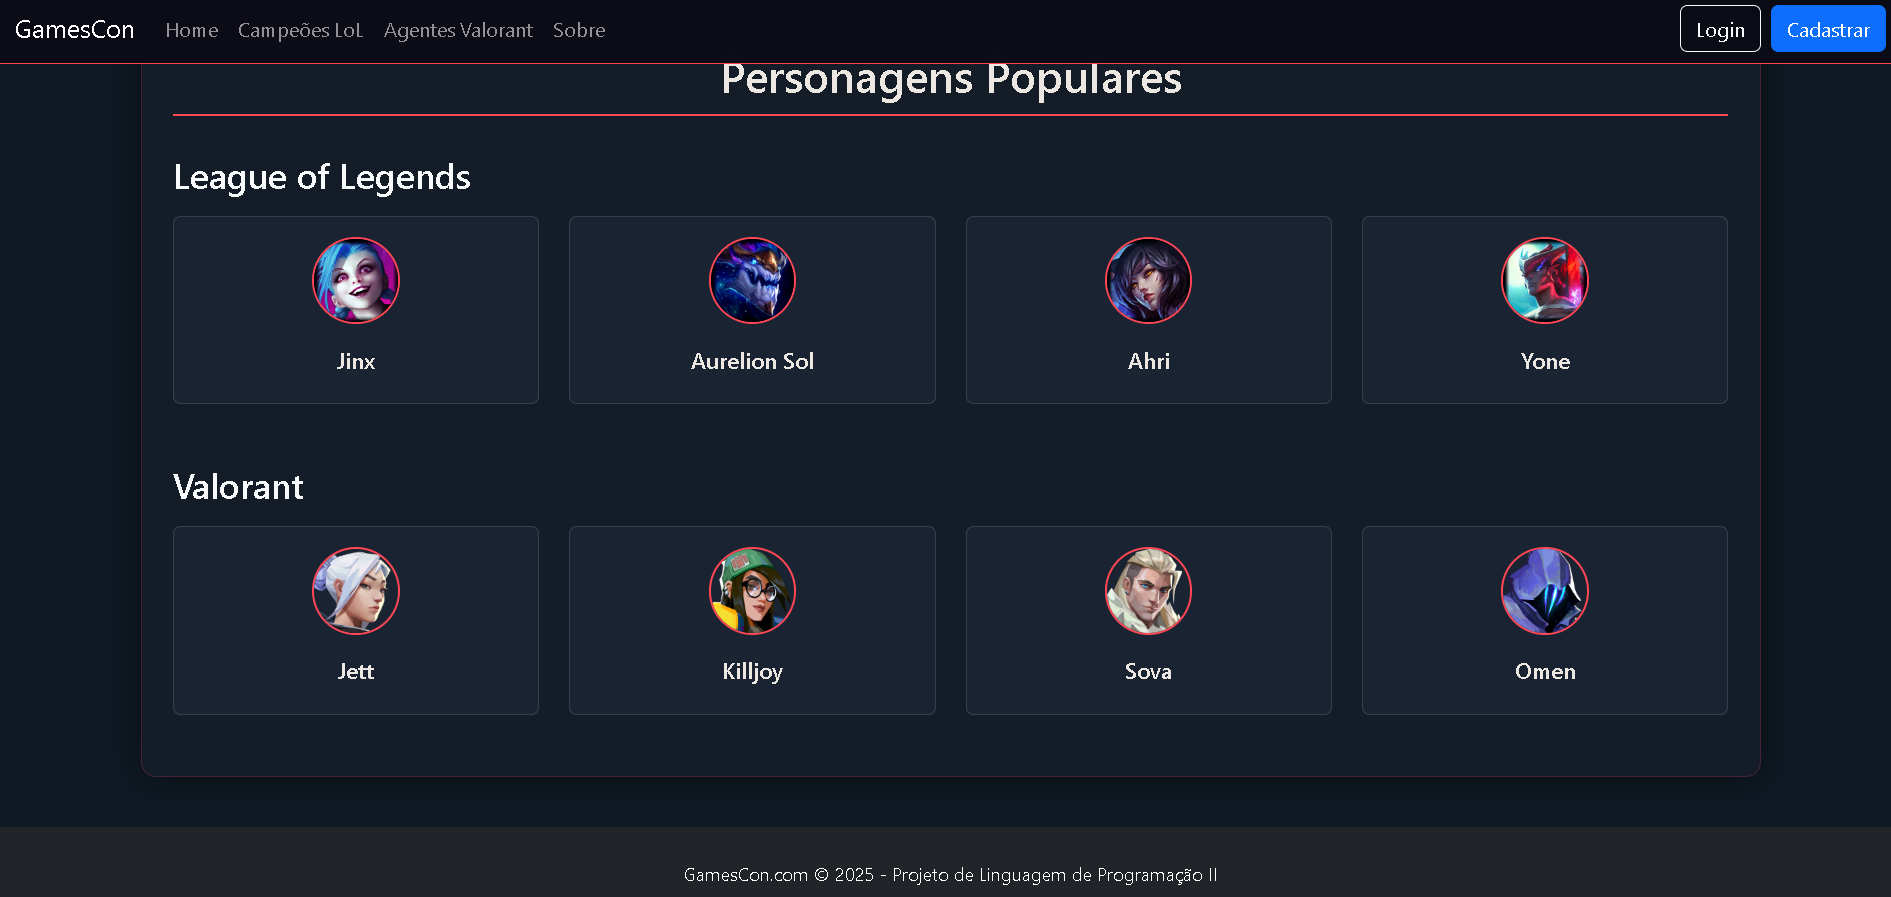 GamesCon Home Campeões LoL Agentes Valorant Sobre Login Cadastrar
Personagens Populares
League of Legends
Jinx Aurelion Sol Ahri Yone
Valorant
Jett Killjoy Sova Omen
GamesCon.com © 2025 - Projeto de Linguagem de Programação II